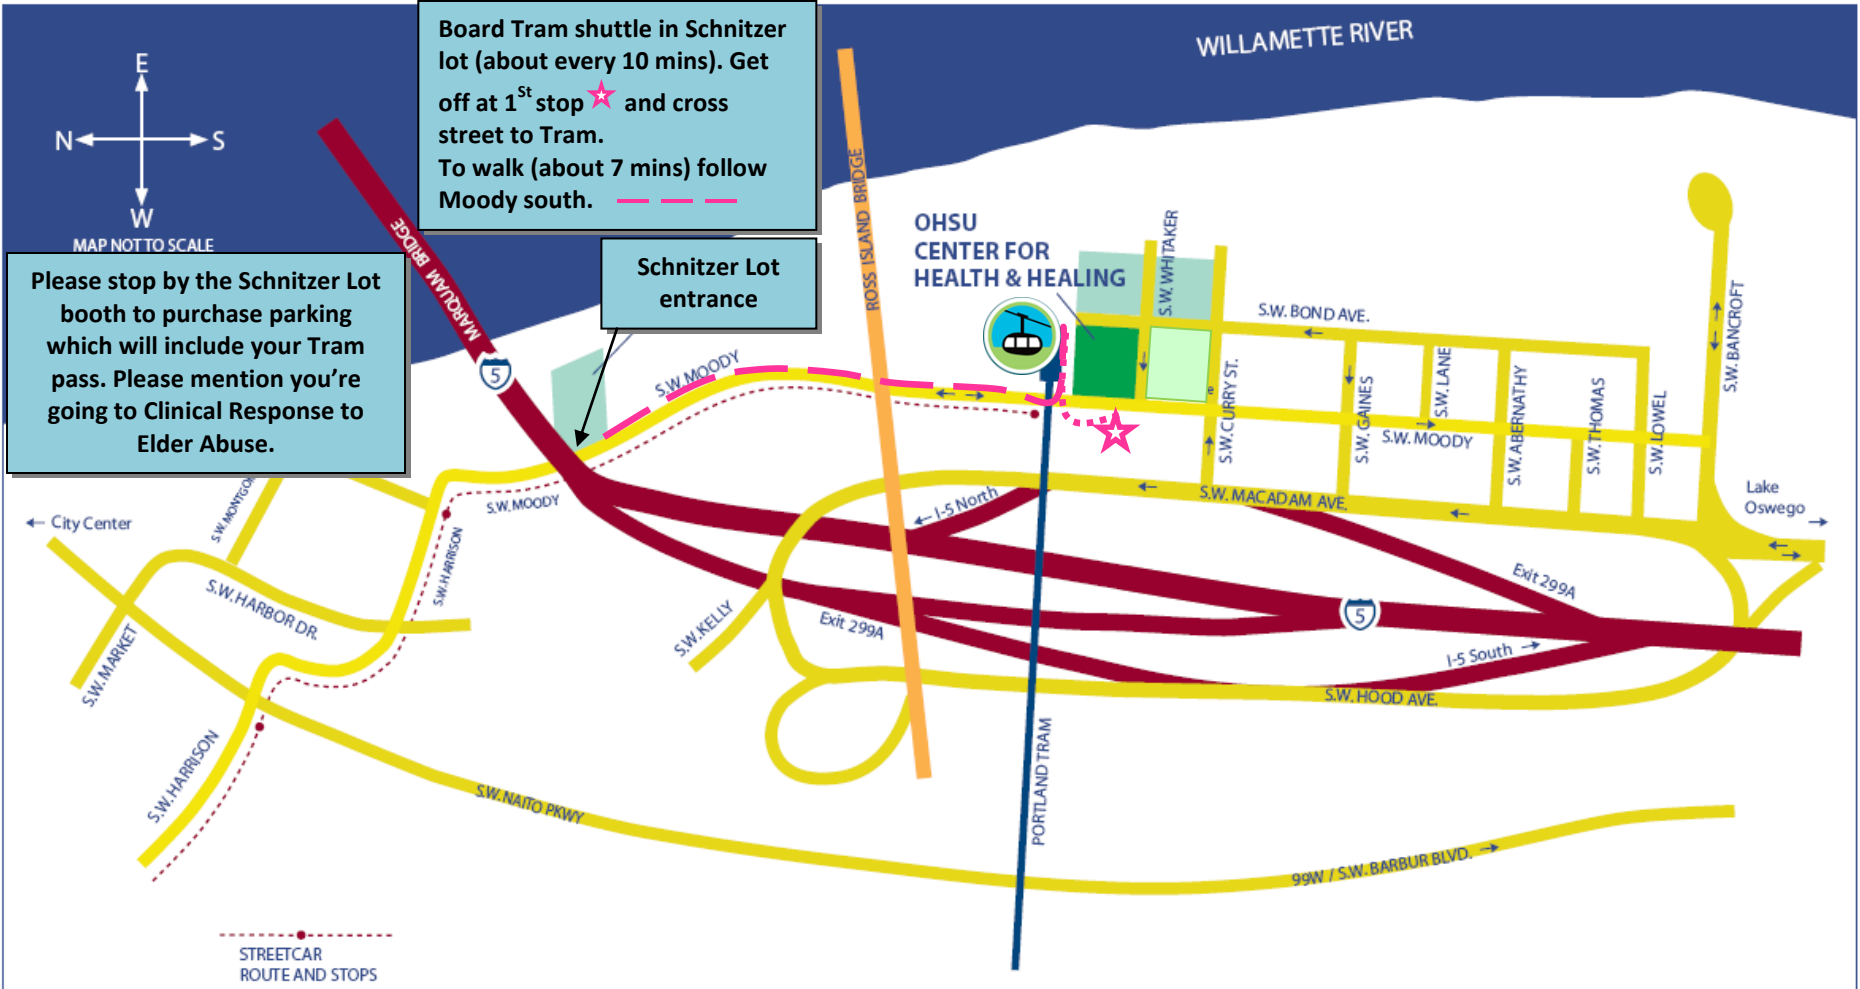 Board Tram shuttle in Schnitzer
lot (about every 10 mins). Get
off at 1St stop and cross
street to Tram.
To walk (about 7 mins) follow
Moody south.
WILLAMETTE RIVER
E
N
S
W
MAP NOT TO SCALE
Please stop by the Schnitzer Lot
booth to purchase parking
which will include your Tram
pass. Please mention you’re
going to Clinical Response to
Elder Abuse.
Schnitzer Lot
entrance
MARQUAM BRIDGE
5
ROSS ISLAND BRIDGE
OHSU
CENTER FOR
HEALTH & HEALING
S.W. WHITAKER
S.W. BOND AVE.
S.W. BANCROFT
S.W. MOODY
S.W. CURRY ST.
S.W. GAINES
S.W. LANE
S.W. ABERNATHY
S.W. THOMAS
S.W. LOWEL
S.W. MOODY
S.W. MACADAM AVE.
Lake
Oswego
City Center
S.W. MOODY
S.W. HARRISON
S.W. HARBOR DR.
S.W. MARKET
I-5 North
Exit 299A
5
S.W. KELLY
Exit 299A
I-5 South
S.W. HOOD AVE.
PORTLAND TRAM
S.W. HARRISON
S.W. NAITO PKWY
99W / S.W. BARBUR BLVD.
STREETCAR
ROUTE AND STOPS